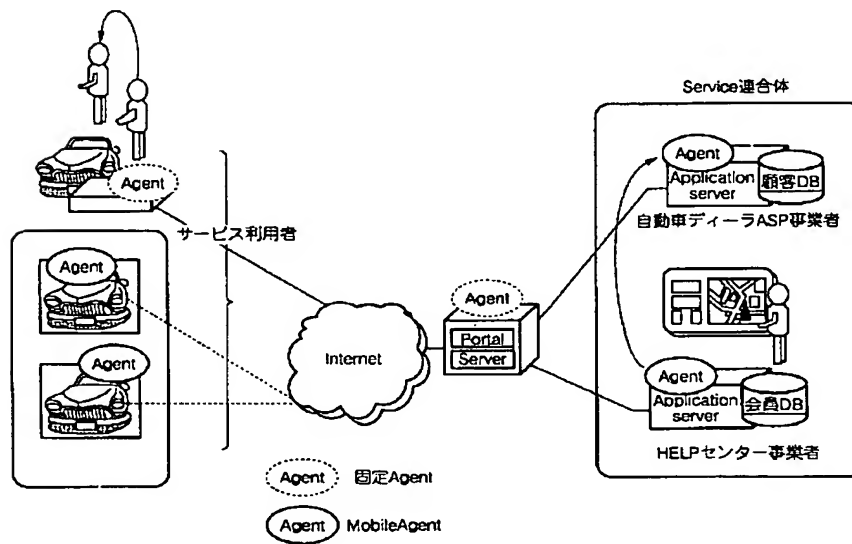 Service連合体
Agent
Application
server
顧客DB
自動車ディーラASP事業者
Agent
サービス利用者
Agent
Agent
Internet
Agent
Portal
Server
Agent
Application
server
会員DB
HELPセンター事業者
Agent
固定Agent
Agent
MobileAgent